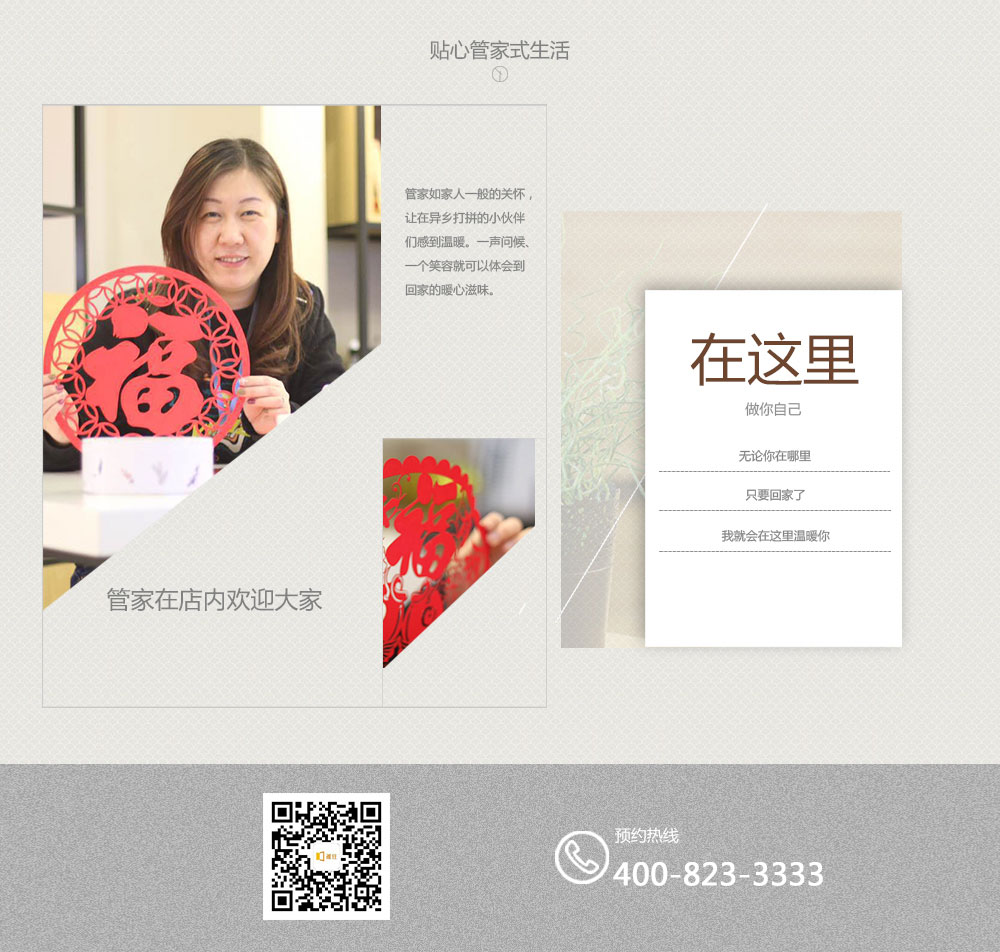 贴心管家式生活
管家如家人一般的关怀，
让在异乡打拼的小伙伴
们感到温暖。一声问候、
一个笑容就可以体会到
回家的暖心滋味。
福
福
管家在店内欢迎大家
在这里
做你自己
无论你在哪里
只要回家了
我就会在这里温暖你
预约热线
400-823-3333